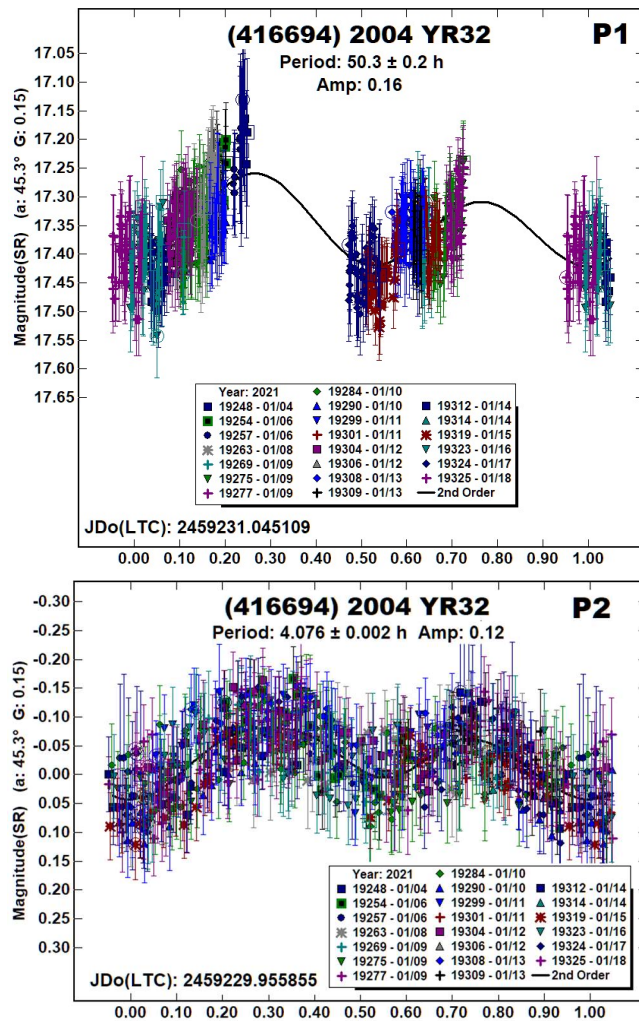 (416694) 2004 YR32 P1
Period: 50.3 ± 0.2 h
Amp: 0.16
Magnitude(SR) (a: 45.3° G: 0.15)
17.05
17.10
17.15
17.20
17.25
17.30
17.35
17.40
17.45
17.50
17.55
17.60
17.65
Year: 2021
19248 - 01/04
19254 - 01/06
19257 - 01/06
19263 - 01/08
19269 - 01/09
19275 - 01/09
19277 - 01/09
19284 - 01/10
19290 - 01/10
19299 - 01/11
19301 - 01/11
19304 - 01/12
19306 - 01/12
19308 - 01/13
19309 - 01/13
19312 - 01/14
19314 - 01/14
19319 - 01/15
19323 - 01/16
19324 - 01/17
19325 - 01/18
2nd Order
JDo(LTC): 2459231.045109
0.00 0.10 0.20 0.30 0.40 0.50 0.60 0.70 0.80 0.90 1.00
(416694) 2004 YR32 P2
Period: 4.076 ± 0.002 h Amp: 0.12
Magnitude(SR) (a: 45.3° G: 0.15)
-0.30
-0.25
-0.20
-0.15
-0.10
-0.05
0.00
0.05
0.10
0.15
0.20
0.30
Year: 2021
19248 - 01/04
19254 - 01/06
19257 - 01/06
19263 - 01/08
19269 - 01/09
19275 - 01/09
19277 - 01/09
19284 - 01/10
19290 - 01/10
19299 - 01/11
19301 - 01/11
19304 - 01/12
19306 - 01/12
19308 - 01/13
19309 - 01/13
19312 - 01/14
19314 - 01/14
19319 - 01/15
19323 - 01/16
19324 - 01/17
19325 - 01/18
2nd Order
JDo(LTC): 2459229.955855
0.00 0.10 0.20 0.30 0.40 0.50 0.60 0.70 0.80 0.90 1.00